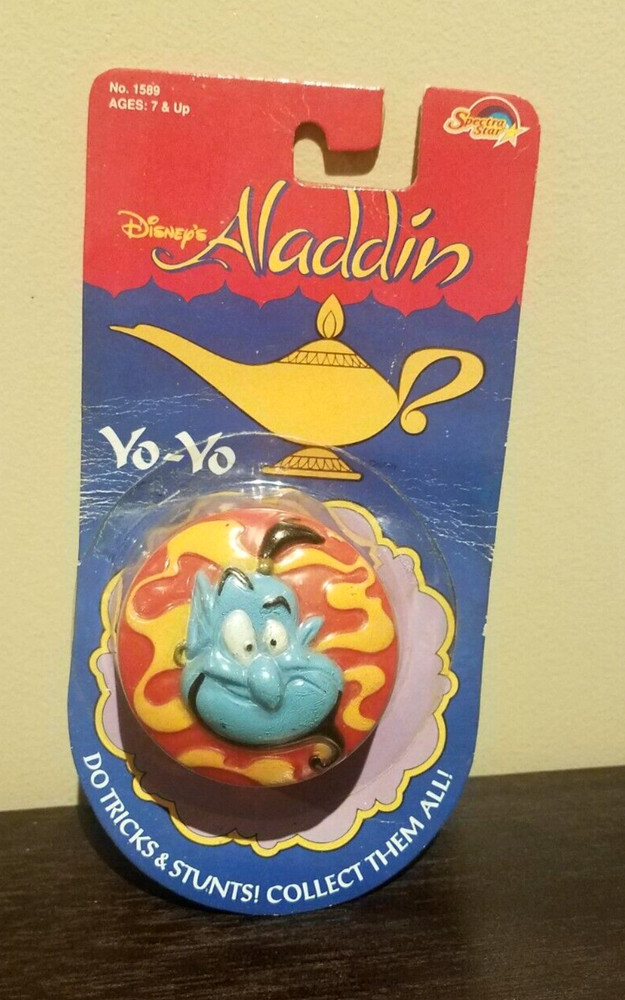 No. 1589
AGES: 7 & Up
Spectra
Star
DISNEY'S Aladdin
Yo-Yo
DO TRICKS & STUNTS! COLLECT THEM ALL!